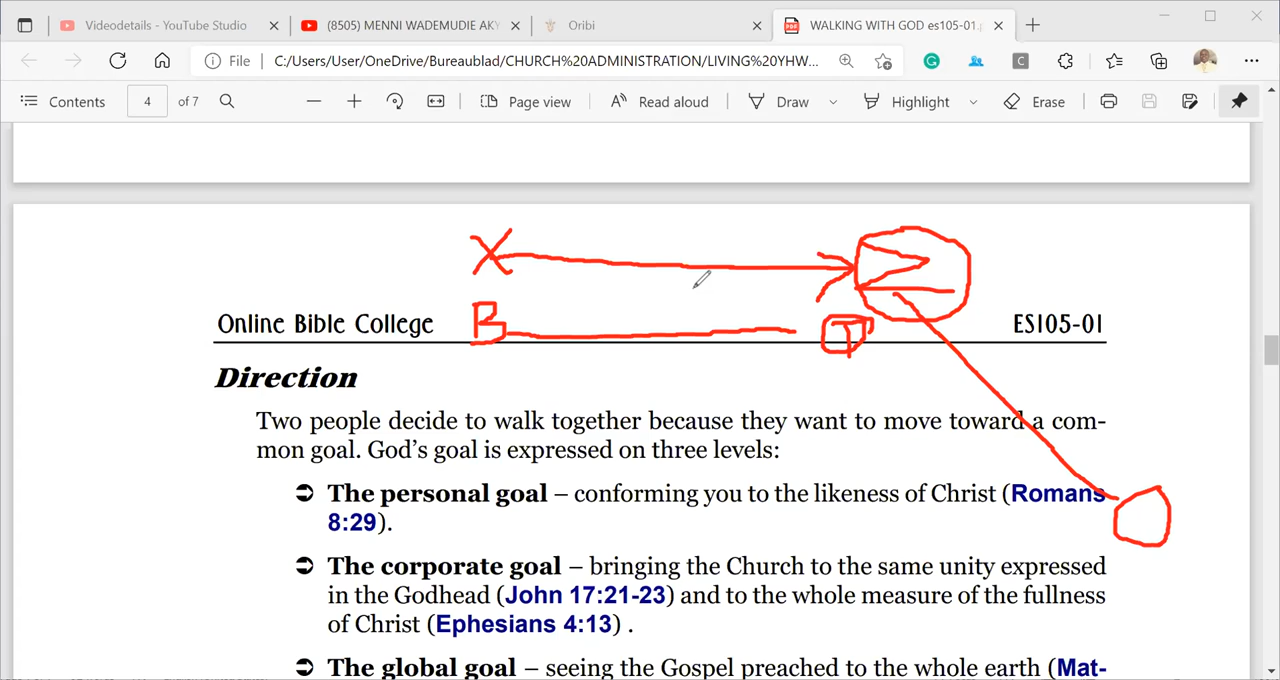 Videodetails - YouTube Studio
(8505) MENNI WADEMUDIE AKY
Oribi
WALKING WITH GOD es105-01.p
File
C:/Users/User/OneDrive/Bureaublad/CHURCH%20ADMINISTRATION/LIVING%20YHW...
C
Contents
4
of 7
Page view
Read aloud
Draw
Highlight
Erase
X
B
Online Bible College
ES105-01
Direction
Two people decide to walk together because they want to move toward a com-
mon goal. God's goal is expressed on three levels:
➲ The personal goal – conforming you to the likeness of Christ (Romans
8:29).
➲ The corporate goal – bringing the Church to the same unity expressed
in the Godhead (John 17:21-23) and to the whole measure of the fullness
of Christ (Ephesians 4:13) .
➲ The global goal – seeing the Gospel preached to the whole earth (Mat-